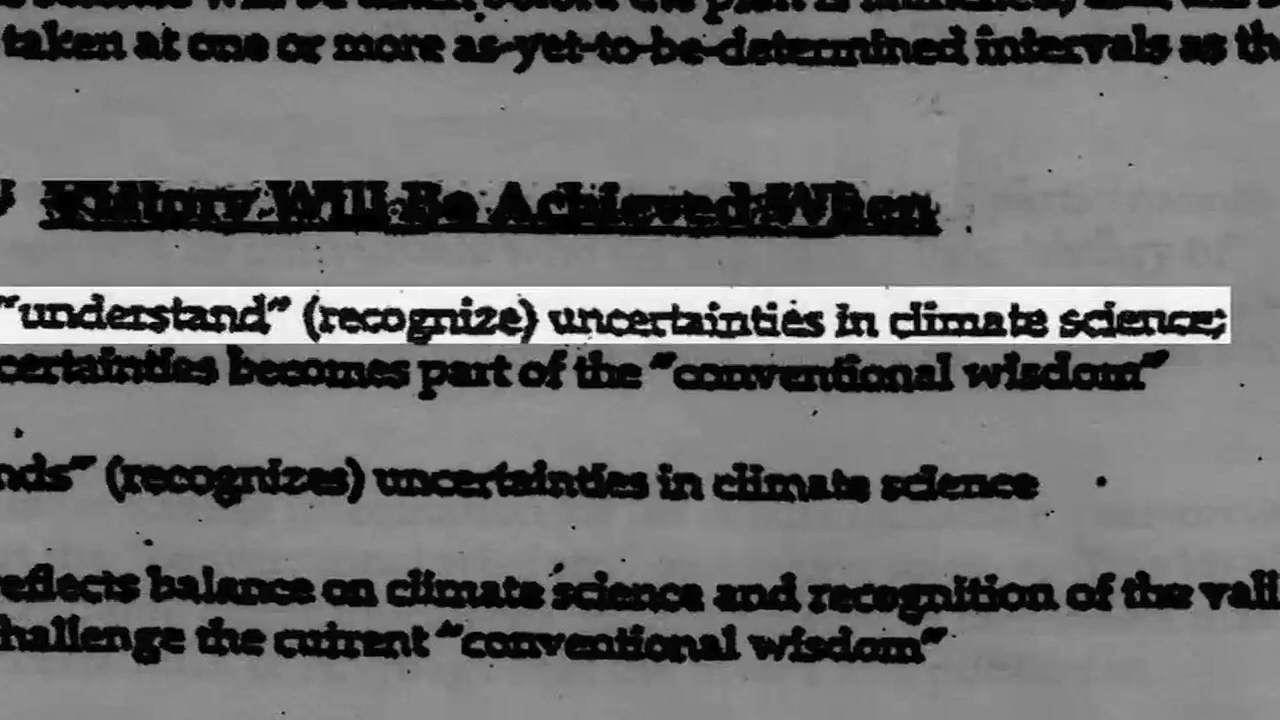 taken at one or more as-yet-to-be-determined intervals as th
Victory Will Be Achieved When
"understand" (recognize) uncertainties in climate science;
certainties becomes part of the "conventional wisdom"
nds" (recognizes) uncertainties in climate science
eflects balance on climate science and recognition of the vali
hallenge the current "conventional wisdom"